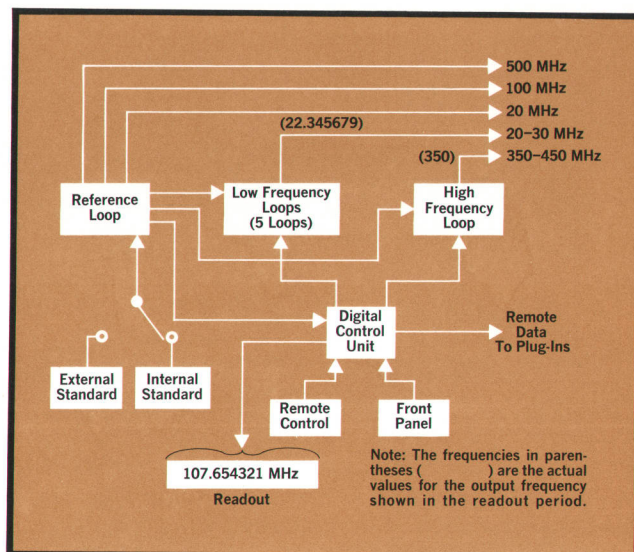 500 MHz
100 MHz
20 MHz
(22.345679)
20–30 MHz
(350)
350–450 MHz
Reference
Loop
Low Frequency
Loops
(5 Loops)
High
Frequency
Loop
Digital
Control
Unit
Remote
Data
To Plug-Ins
External
Standard
Internal
Standard
Remote
Control
Front
Panel
107.654321 MHz
Readout
Note: The frequencies in paren-
theses ( ) are the actual
values for the output frequency
shown in the readout period.